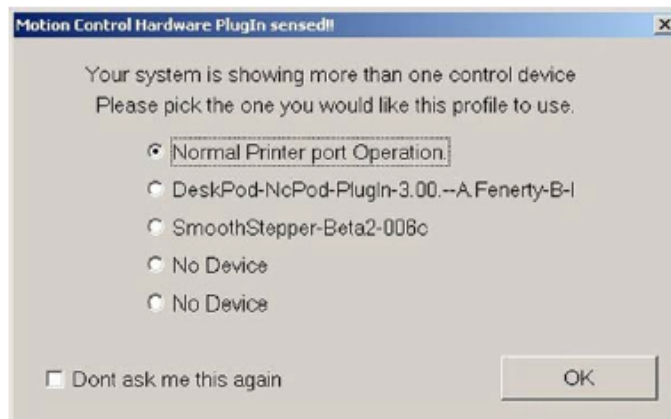 Motion Control Hardware PlugIn sensed!!
Your system is showing more than one control device
Please pick the one you would like this profile to use.
Normal Printer port Operation.
DeskPod-NcPod-PlugIn-3.00.--A.Fenerty-B-I
SmoothStepper-Beta2-006c
No Device
No Device
Dont ask me this again
OK